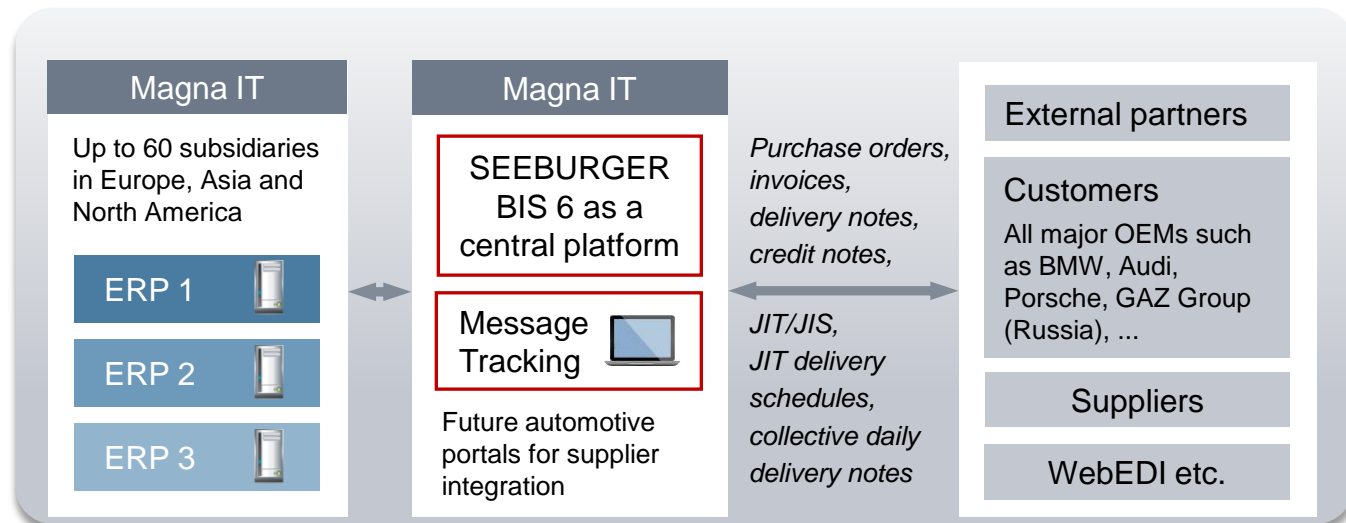 Magna IT
Up to 60 subsidiaries
in Europe, Asia and
North America
ERP 1
ERP 2
ERP 3
Magna IT
SEEBURGER
BIS 6 as a
central platform
Message
Tracking
Future automotive
portals for supplier
integration
Purchase orders,
invoices,
delivery notes,
credit notes,
JIT/JIS,
JIT delivery
schedules,
collective daily
delivery notes
External partners
Customers
All major OEMs such
as BMW, Audi,
Porsche, GAZ Group
(Russia), ...
Suppliers
WebEDI etc.